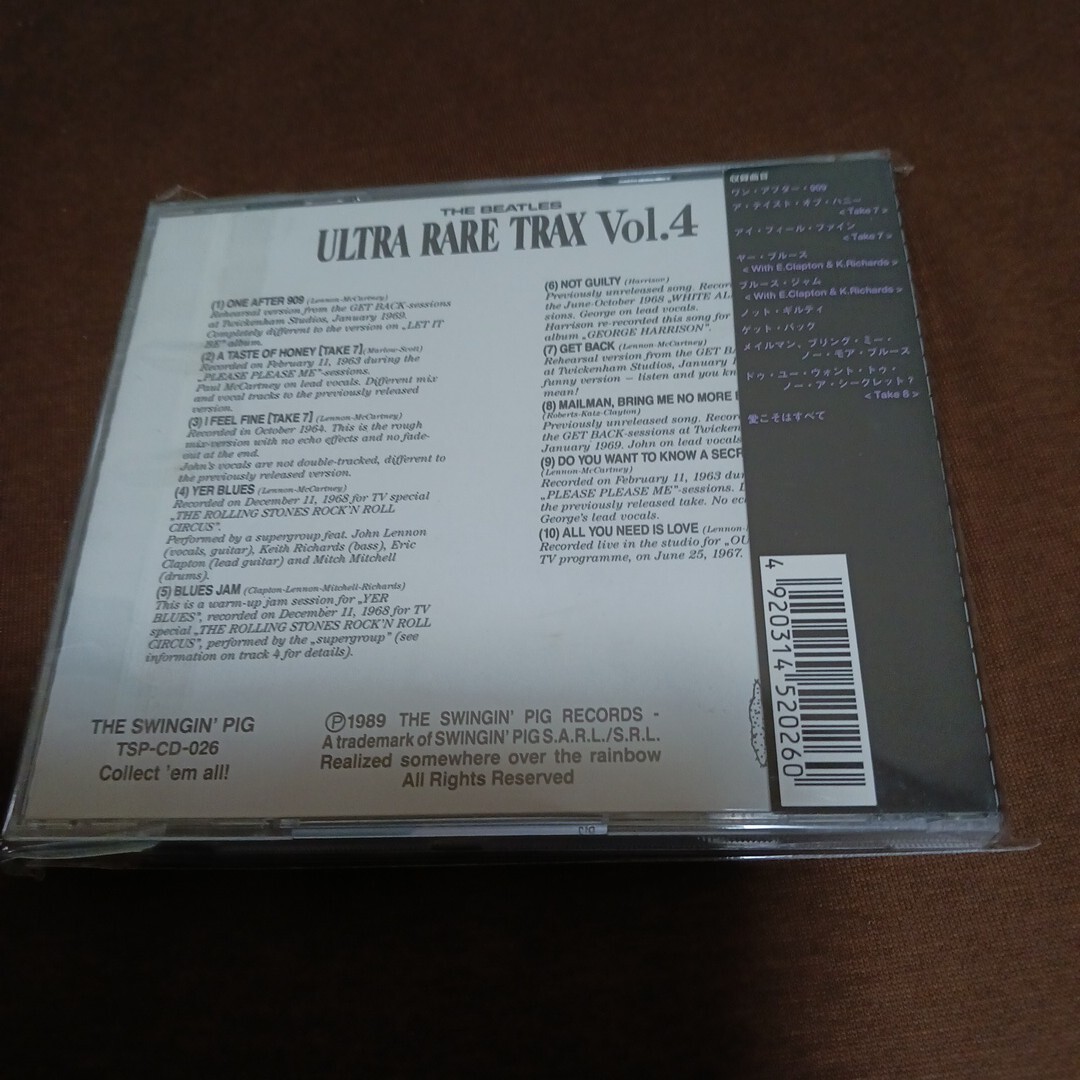 THE BEATLES
ULTRA RARE TRAX Vol.4
(1) ONE AFTER 909 (Lennon-McCartney)
Rehearsal version from the GET BACK-sessions
at Twickenham Studios, January 1969.
Completely different to the version on „LET IT
BE" album.
(2) A TASTE OF HONEY [TAKE 7] (Marlow-Scott)
Recorded on February 11, 1963 during the
„PLEASE PLEASE ME"-sessions.
Paul McCartney on lead vocals. Different mix
and vocal tracks to the previously released
version.
(3) I FEEL FINE [TAKE 7] (Lennon-McCartney)
Recorded in October 1964. This is the rough
mix-version with no echo effects and no fade-
out at the end.
John's vocals are not double-tracked, different to
the previously released version.
(4) YER BLUES (Lennon-McCartney)
Recorded on December 11, 1968 for TV special
„THE ROLLING STONES ROCK'N ROLL
CIRCUS".
Performed by a supergroup feat. John Lennon
(vocals, guitar), Keith Richards (bass), Eric
Clapton (lead guitar) and Mitch Mitchell
(drums).
(5) BLUES JAM (Clapton-Lennon-Mitchell-Richards)
This is a warm-up jam session for „YER
BLUES", recorded on December 11, 1968 for TV
special „THE ROLLING STONES ROCK'N ROLL
CIRCUS", performed by the „supergroup" (see
information on track 4 for details).
(6) NOT GUILTY (Harrison)
Previously unreleased song. Recor
the June-October 1968 „WHITE AL
sions. George on lead vocals.
Harrison re-recorded this song for
album „GEORGE HARRISON".
(7) GET BACK (Lennon-McCartney)
Rehearsal version from the GET BA
at Twickenham Studios, January 1
funny version – listen and you kn
mean!
(8) MAILMAN, BRING ME NO MORE
(Roberts-Katz-Clayton)
Previously unreleased song. Recor
the GET BACK-sessions at Twicken
January 1969. John on lead vocals
(9) DO YOU WANT TO KNOW A SECR
(Lennon-McCartney)
Recorded on February 11, 1963 dur
„PLEASE PLEASE ME"-sessions.
the previously released take. No ec
George's lead vocals.
(10) ALL YOU NEED IS LOVE (Lennon-
Recorded live in the studio for „OU
TV programme, on June 25, 1967.
THE SWINGIN' PIG
TSP-CD-026
Collect 'em all!
Ⓟ1989 THE SWINGIN' PIG RECORDS -
A trademark of SWINGIN' PIG S.A.R.L./S.R.L.
Realized somewhere over the rainbow
All Rights Reserved
収録曲目
ワン・アフター・909
ア・テイスト・オブ・ハニー
< Take 7 >
アイ・フィール・ファイン
< Take 7 >
ヤー・ブルース
< With E.Clapton & K.Richards >
ブルース・ジャム
< With E.Clapton & K.Richards >
ノット・ギルティ
ゲット・バック
メイルマン、ブリング・ミー・
ノー・モア・ブルース
ドゥ・ユー・ウォント・トゥ・
ノー・ア・シークレット?
< Take 6 >
愛こそはすべて
4 920314 520260